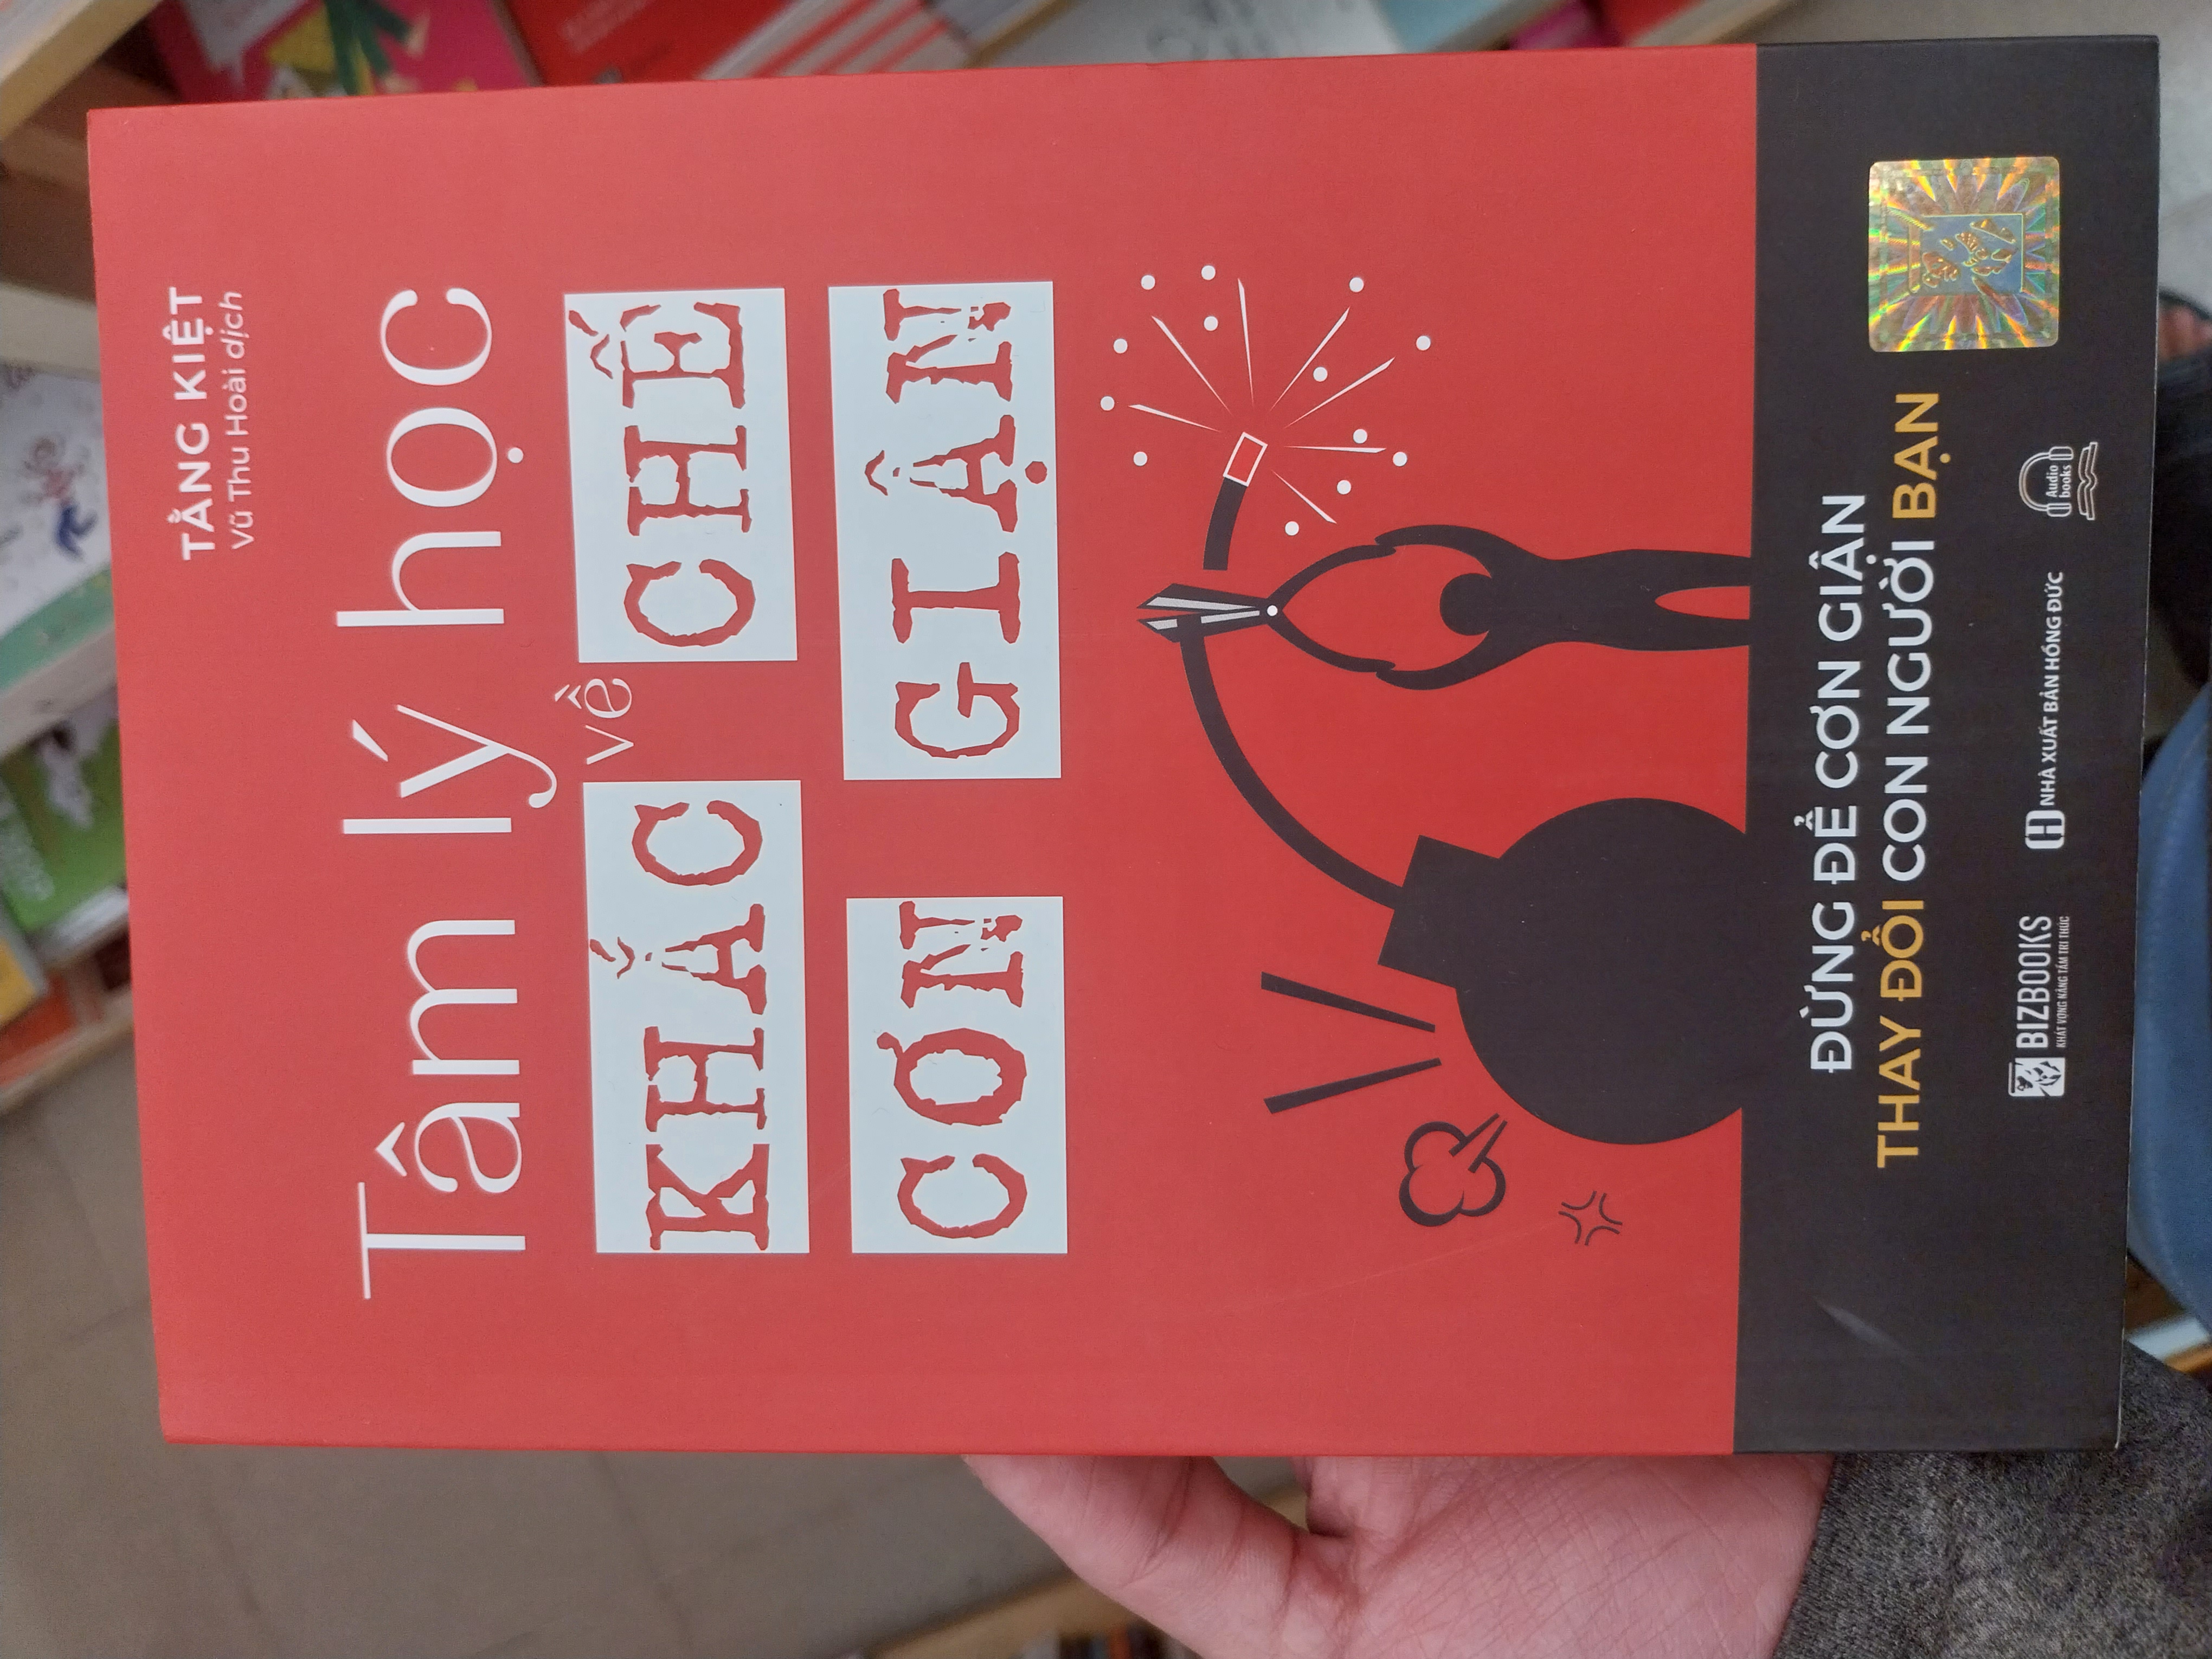 TẰNG KIỆT
Vũ Thu Hoài dịch
Tâm lý học
về
KHẮC CHẾ
CƠN GIẬN
ĐỪNG ĐỂ CƠN GIẬN
THAY ĐỔI CON NGƯỜI BẠN
BIZBOOKS
KHÁT VỌNG NÂNG TẦM TRI THỨC
NHÀ XUẤT BẢN HỒNG ĐỨC
Audio
books